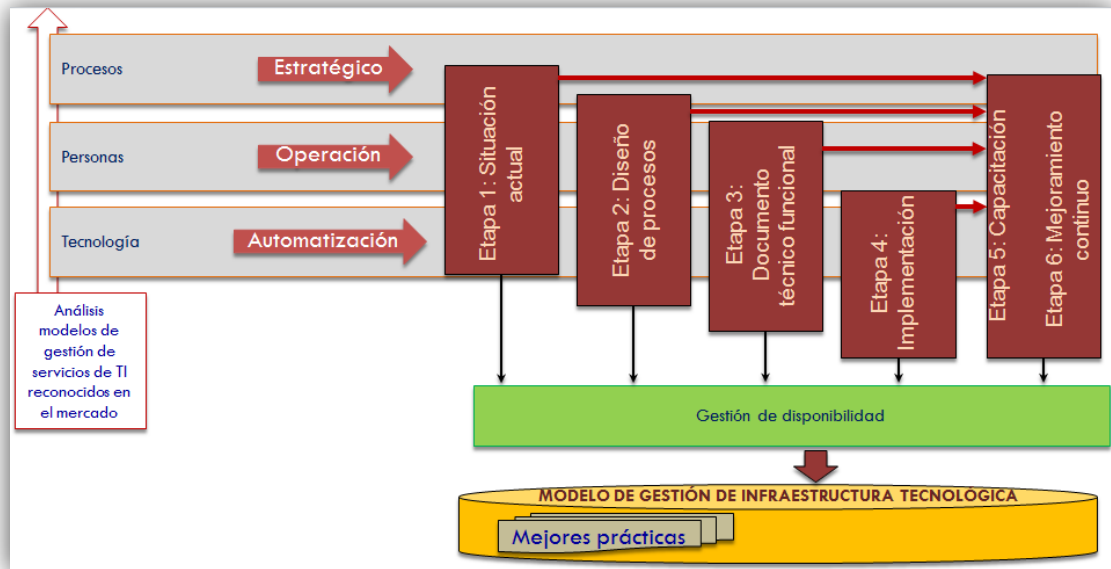 Procesos
Estratégico
Personas
Operación
Tecnología
Automatización
Análisis
modelos de
gestión de
servicios de TI
reconocidos en
el mercado
Etapa 1: Situación
actual
Etapa 2: Diseño
de procesos
Etapa 3:
Documento
técnico funcional
Etapa 4:
Implementación
Etapa 5: Capacitación
Etapa 6: Mejoramiento
continuo
Gestión de disponibilidad
MODELO DE GESTIÓN DE INFRAESTRUCTURA TECNOLÓGICA
Mejores prácticas